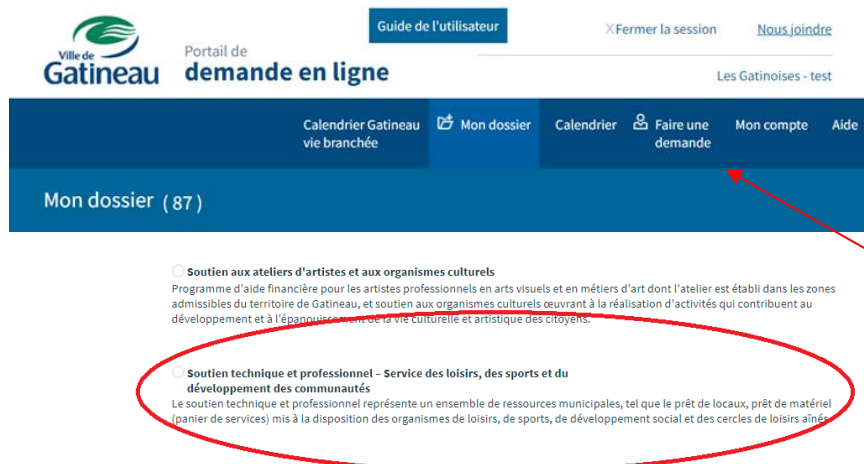 Guide de l'utilisateur
XFermer la session
Nous joindre
Ville de
Gatineau
Portail de
demande en ligne
Les Gatinoises - test
Calendrier Gatineau
vie branchée
Mon dossier
Calendrier
Faire une
demande
Mon compte
Aide
Mon dossier ( 87 )
Soutien aux ateliers d'artistes et aux organismes culturels
Programme d'aide financière pour les artistes professionnels en arts visuels et en métiers d'art dont l'atelier est établi dans les zones
admissibles du territoire de Gatineau, et soutien aux organismes culturels œuvrant à la réalisation d'activités qui contribuent au
développement et à l'épanouissement de la vie culturelle et artistique des citoyens.
Soutien technique et professionnel – Service des loisirs, des sports et du
développement des communautés
Le soutien technique et professionnel représente un ensemble de ressources municipales, tel que le prêt de locaux, prêt de matériel
(panier de services) mis à la disposition des organismes de loisirs, de sports, de développement social et des cercles de loisirs aînés